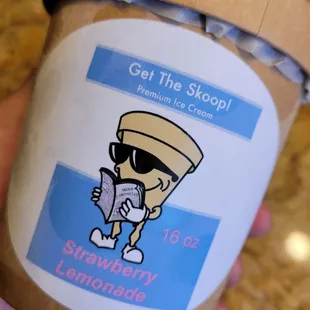 Get The Skoop!
Premium Ice Cream
16 oz
Strawberry
Lemonade